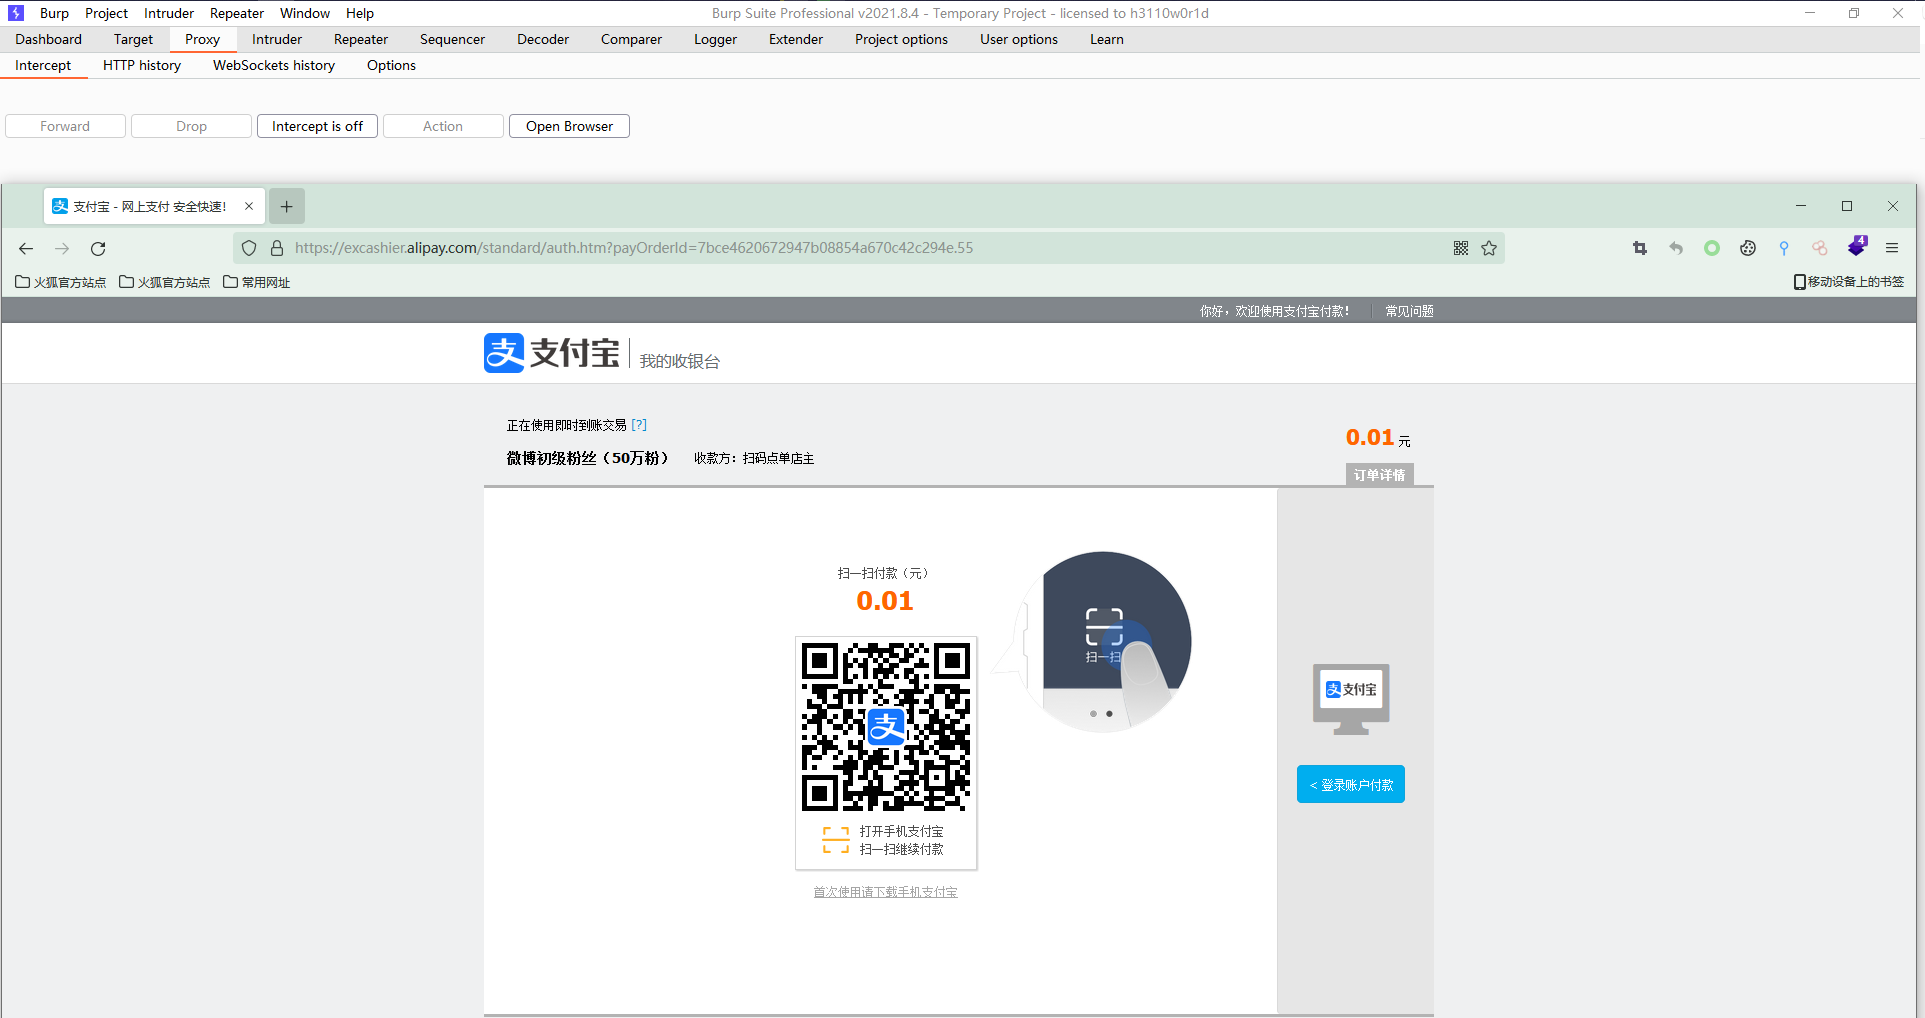 Burp Project Intruder Repeater Window Help
Burp Suite Professional v2021.8.4 - Temporary Project - licensed to h3110w0r1d
Dashboard Target Proxy Intruder Repeater Sequencer Decoder Comparer Logger Extender Project options User options Learn
Intercept HTTP history WebSockets history Options
Forward Drop Intercept is off Action Open Browser
支付宝 - 网上支付 安全快速!
https://excashier.alipay.com/standard/auth.htm?payOrderId=7bce4620672947b08854a670c42c294e.55
4
火狐官方站点 火狐官方站点 常用网址
移动设备上的书签
你好，欢迎使用支付宝付款! 常见问题
支 支付宝 我的收银台
正在使用即时到账交易 [?]
0.01 元
微博初级粉丝（50万粉） 收款方：扫码点单店主
订单详情
扫一扫付款（元）
0.01
扫一扫
支
支 支付宝
打开手机支付宝
扫一扫继续付款
< 登录账户付款
首次使用请下载手机支付宝